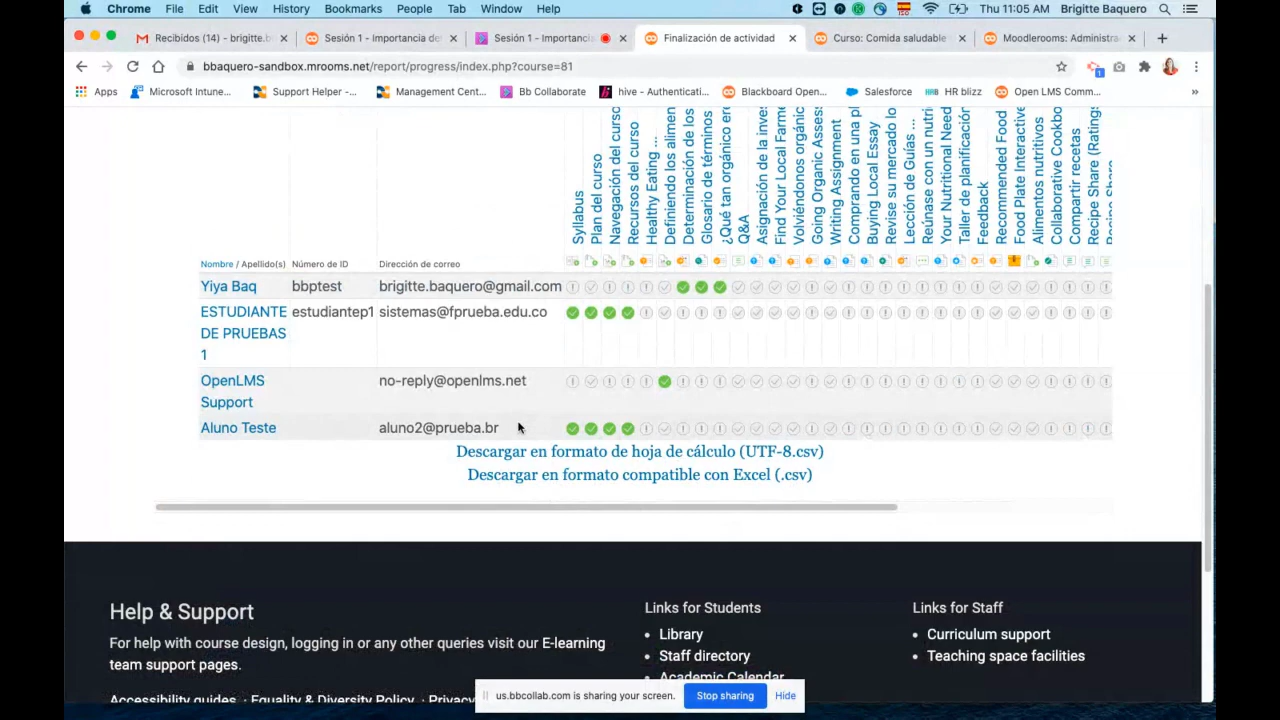 Chrome File Edit View History Bookmarks People Tab Window Help Thu 11:05 AM Brigitte Baquero
Recibidos (14) - brigitte.b Sesión 1 - Importancia de Sesión 1 - Importancia Finalización de actividad Curso: Comida saludable Moodlerooms: Administra
bbaquero-sandbox.mrooms.net/report/progress/index.php?course=81
Apps Microsoft Intune... Support Helper -... Management Cent... Bb Collaborate hive - Authenticati... Blackboard Open... Salesforce HR blizz Open LMS Comm... »
Syllabus
Plan del curso
Navegación del curso
Recursos del curso
Healthy Eating ...
Definiendo los alimen
Determinación de los
Glosario de términos
¿Qué tan orgánico ere
Q&A
Asignación de la inves
Find Your Local Farme
Volviéndonos orgánic
Going Organic Assess
Writing Assignment
Comprando en una pl
Buying Local Essay
Revise su mercado lo
Lección de Guías ...
Reúnase con un nutri
Your Nutritional Need
Taller de planificación
Feedback
Recommended Food
Food Plate Interactive
Alimentos nutritivos
Collaborative Cookbo
Compartir recetas
Recipe Share (Ratings
Recipe Share
Nombre / Apellido(s) Número de ID Dirección de correo
Yiya Baq bbptest brigitte.baquero@gmail.com
ESTUDIANTE estudiantep1 sistemas@fprueba.edu.co
DE PRUEBAS
1
OpenLMS no-reply@openlms.net
Support
Aluno Teste aluno2@prueba.br
Descargar en formato de hoja de cálculo (UTF-8.csv)
Descargar en formato compatible con Excel (.csv)
Help & Support
For help with course design, logging in or any other queries visit our E-learning
team support pages.
Accessibility guides · Equality & Diversity Policy · Privacy
Links for Students
• Library
• Staff directory
• Academic Calendar
Links for Staff
• Curriculum support
• Teaching space facilities
us.bbcollab.com is sharing your screen. Stop sharing Hide